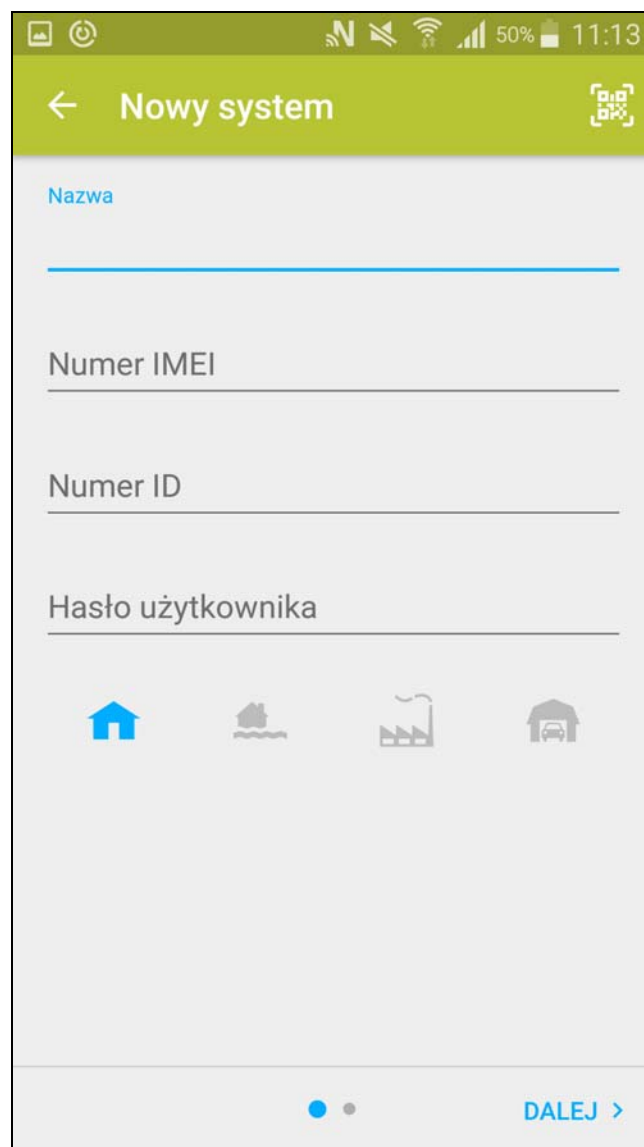 50% 11:13
Nowy system
Nazwa
Numer IMEI
Numer ID
Hasło użytkownika
DALEJ